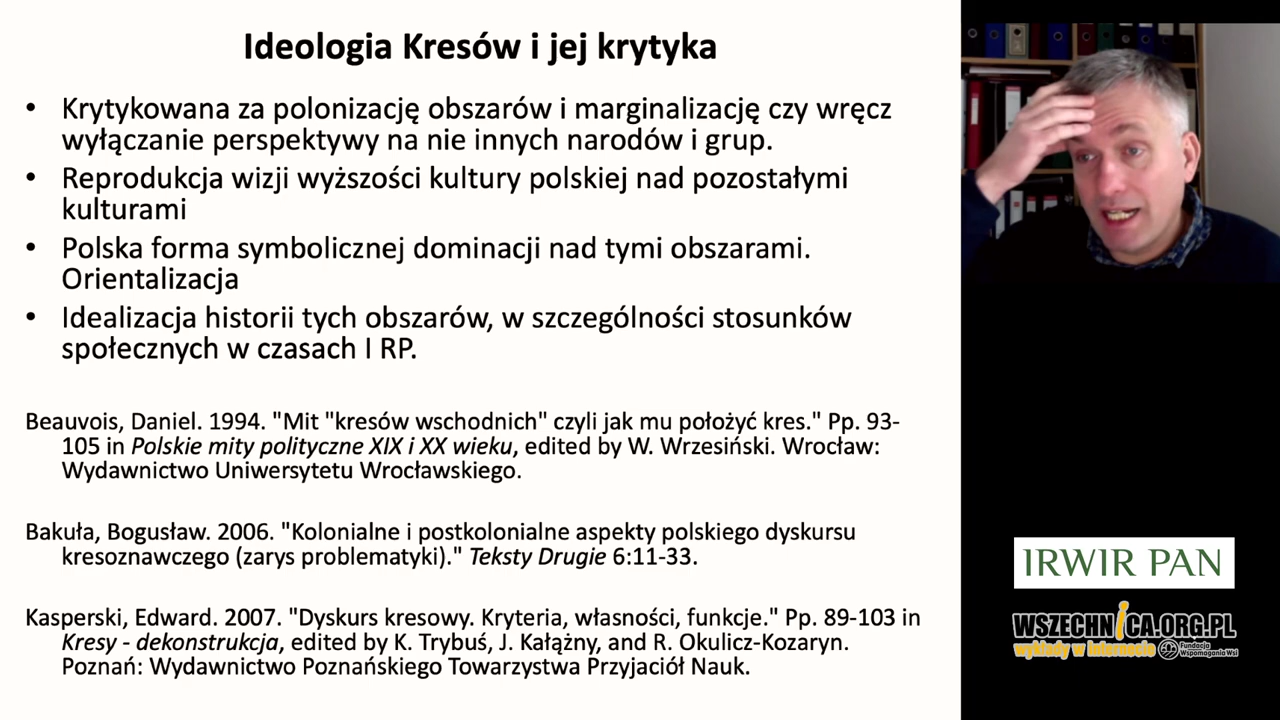 Ideologia Kresów i jej krytyka
• Krytykowana za polonizację obszarów i marginalizację czy wręcz
wyłączanie perspektywy na nie innych narodów i grup.
• Reprodukcja wizji wyższości kultury polskiej nad pozostałymi
kulturami
• Polska forma symbolicznej dominacji nad tymi obszarami.
Orientalizacja
• Idealizacja historii tych obszarów, w szczególności stosunków
społecznych w czasach I RP.
Beauvois, Daniel. 1994. "Mit "kresów wschodnich" czyli jak mu położyć kres." Pp. 93-
105 in Polskie mity polityczne XIX i XX wieku, edited by W. Wrzesiński. Wrocław:
Wydawnictwo Uniwersytetu Wrocławskiego.
Bakuła, Bogusław. 2006. "Kolonialne i postkolonialne aspekty polskiego dyskursu
kresoznawczego (zarys problematyki)." Teksty Drugie 6:11-33.
Kasperski, Edward. 2007. "Dyskurs kresowy. Kryteria, własności, funkcje." Pp. 89-103 in
Kresy - dekonstrukcja, edited by K. Trybuś, J. Kałążny, and R. Okulicz-Kozaryn.
Poznań: Wydawnictwo Poznańskiego Towarzystwa Przyjaciół Nauk.
IRWIR PAN
WSZECHNICA.ORG.PL
wykłady w internecie
Fundacja
Wspomagania Wsi